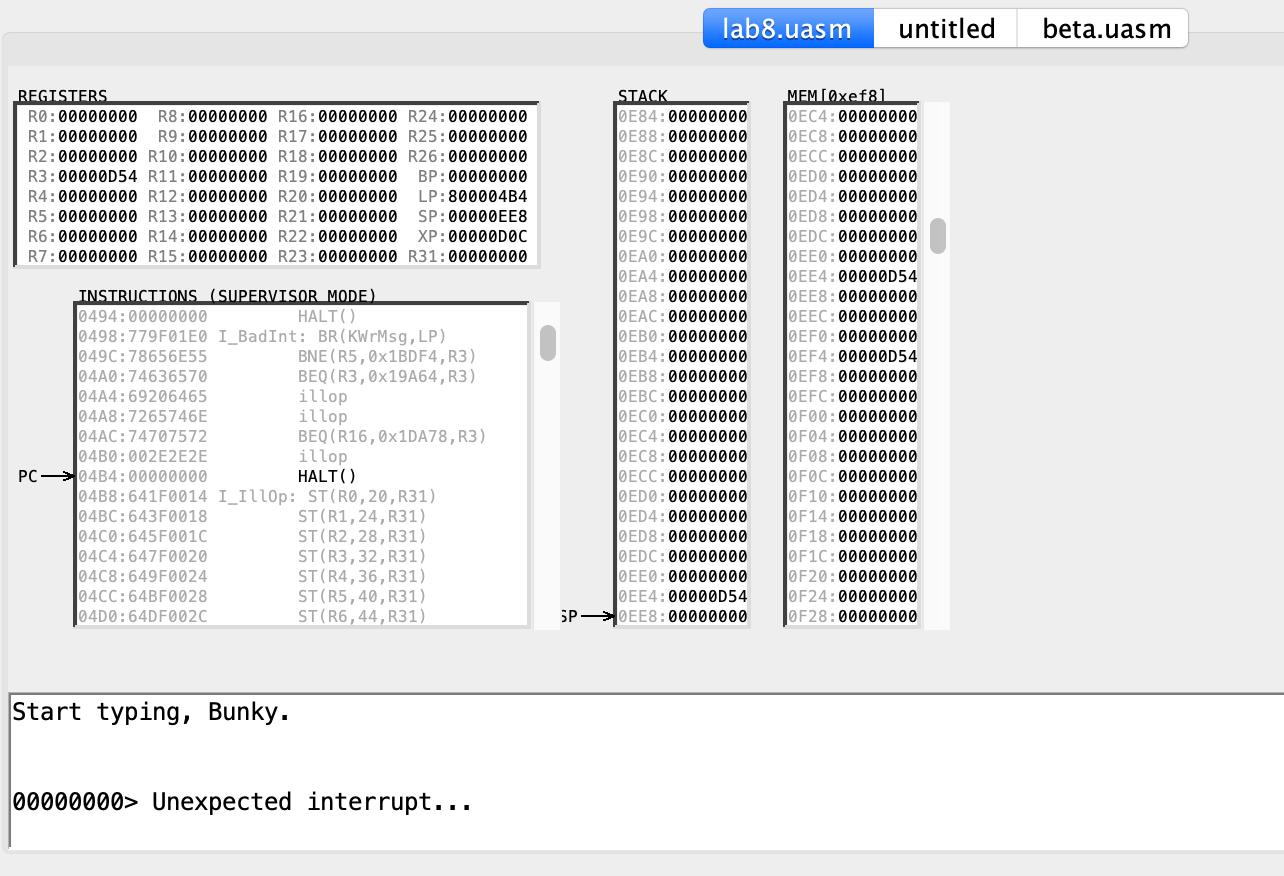 lab8.uasm untitled beta.uasm
REGISTERS
R0:00000000 R8:00000000 R16:00000000 R24:00000000
R1:00000000 R9:00000000 R17:00000000 R25:00000000
R2:00000000 R10:00000000 R18:00000000 R26:00000000
R3:00000D54 R11:00000000 R19:00000000 BP:00000000
R4:00000000 R12:00000000 R20:00000000 LP:800004B4
R5:00000000 R13:00000000 R21:00000000 SP:00000EE8
R6:00000000 R14:00000000 R22:00000000 XP:00000D0C
R7:00000000 R15:00000000 R23:00000000 R31:00000000
INSTRUCTIONS (SUPERVISOR MODE)
0494:00000000 HALT()
0498:779F01E0 I_BadInt: BR(KWrMsg,LP)
049C:78656E55 BNE(R5,0x1BDF4,R3)
04A0:74636570 BEQ(R3,0x19A64,R3)
04A4:69206465 illop
04A8:7265746E illop
04AC:74707572 BEQ(R16,0x1DA78,R3)
04B0:002E2E2E illop
PC
04B4:00000000 HALT()
04B8:641F0014 I_IllOp: ST(R0,20,R31)
04BC:643F0018 ST(R1,24,R31)
04C0:645F001C ST(R2,28,R31)
04C4:647F0020 ST(R3,32,R31)
04C8:649F0024 ST(R4,36,R31)
04CC:64BF0028 ST(R5,40,R31)
04D0:64DF002C ST(R6,44,R31)
STACK
0E84:00000000
0E88:00000000
0E8C:00000000
0E90:00000000
0E94:00000000
0E98:00000000
0E9C:00000000
0EA0:00000000
0EA4:00000000
0EA8:00000000
0EAC:00000000
0EB0:00000000
0EB4:00000000
0EB8:00000000
0EBC:00000000
0EC0:00000000
0EC4:00000000
0EC8:00000000
0ECC:00000000
0ED0:00000000
0ED4:00000000
0ED8:00000000
0EDC:00000000
0EE0:00000000
0EE4:00000D54
SP
0EE8:00000000
MEM[0xef8]
0EC4:00000000
0EC8:00000000
0ECC:00000000
0ED0:00000000
0ED4:00000000
0ED8:00000000
0EDC:00000000
0EE0:00000000
0EE4:00000D54
0EE8:00000000
0EEC:00000000
0EF0:00000000
0EF4:00000D54
0EF8:00000000
0EFC:00000000
0F00:00000000
0F04:00000000
0F08:00000000
0F0C:00000000
0F10:00000000
0F14:00000000
0F18:00000000
0F1C:00000000
0F20:00000000
0F24:00000000
0F28:00000000
Start typing, Bunky.
00000000> Unexpected interrupt...